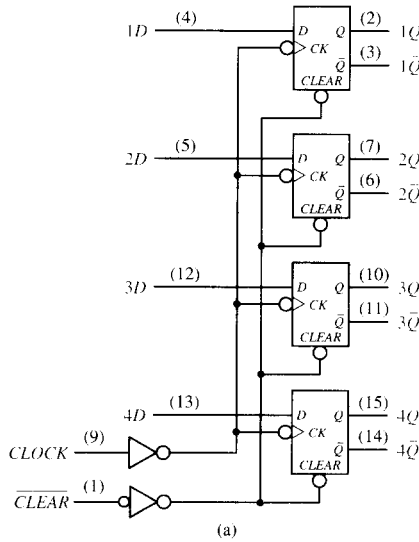 1D (4) D Q (2) 1Q
CK Q̄ (3) 1Q̄
CLEAR
2D (5) D Q (7) 2Q
CK Q̄ (6) 2Q̄
CLEAR
3D (12) D Q (10) 3Q
CK Q̄ (11) 3Q̄
CLEAR
4D (13) D Q (15) 4Q
CK Q̄ (14) 4Q̄
CLEAR
CLOCK (9)
C̅L̅E̅A̅R̅ (1)
(a)